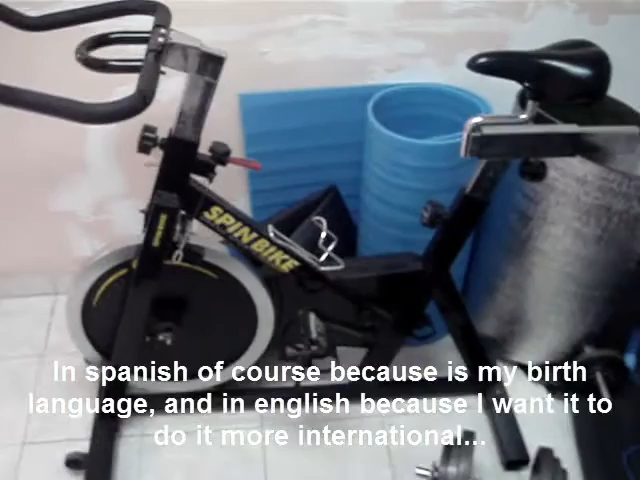 SPINBIKE
SPINBIKE
In spanish of course because is my birth
language, and in english because I want it to
do it more international...